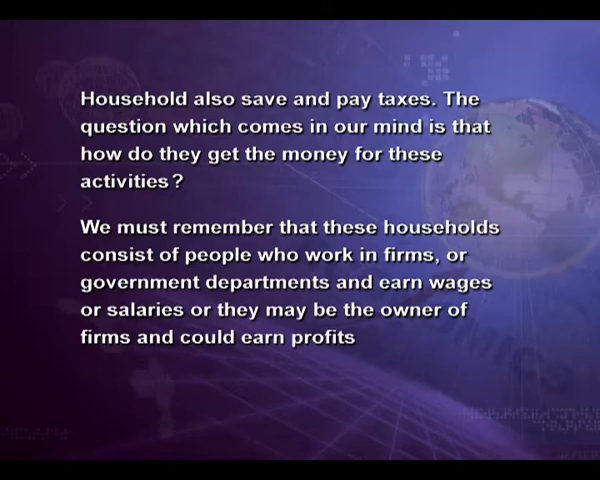 Household also save and pay taxes. The
question which comes in our mind is that
how do they get the money for these
activities?
We must remember that these households
consist of people who work in firms, or
government departments and earn wages
or salaries or they may be the owner of
firms and could earn profits